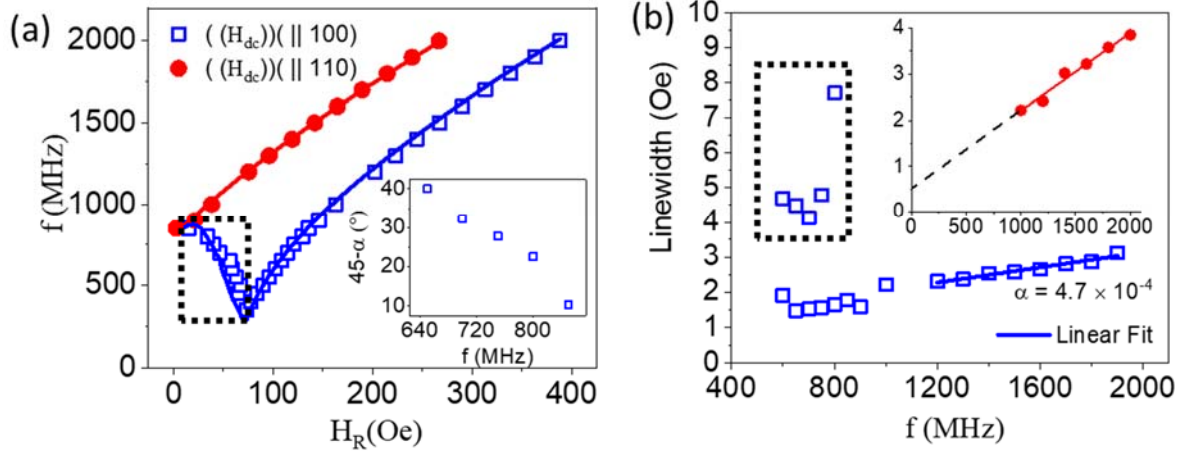 (a)
f (MHz)
2000
1500
1000
500
0
( (H_dc))( || 100)
( (H_dc))( || 110)
45-α (°)
40
30
20
10
640 720 800
f (MHz)
0 100 200 300 400
H_R(Oe)
(b)
Linewidth (Oe)
10
9
8
7
6
5
4
3
2
1
0
4
2
0
0 500 1000 1500 2000
α = 4.7 × 10⁻⁴
Linear Fit
400 800 1200 1600 2000
f (MHz)